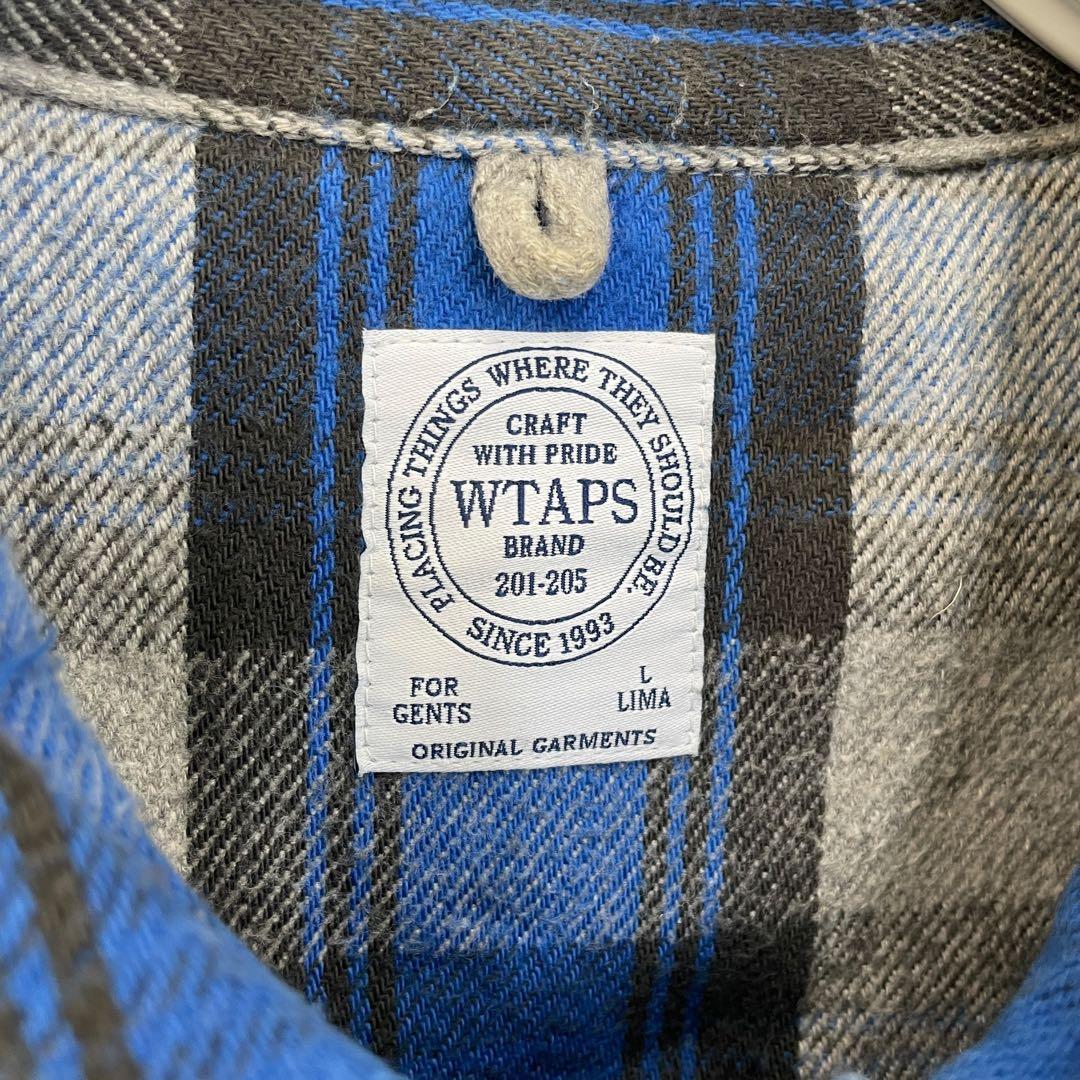 PLACING THINGS WHERE THEY SHOULD BE.
CRAFT
WITH PRIDE
WTAPS
BRAND
201-205
SINCE 1993
FOR
GENTS
L
LIMA
ORIGINAL GARMENTS